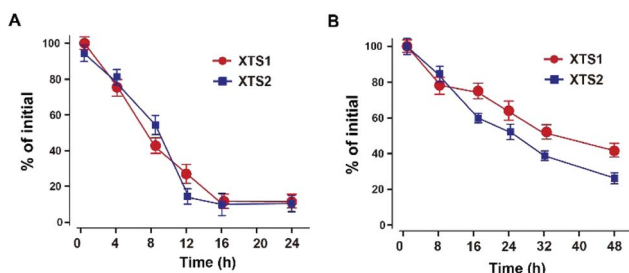 A
% of initial
100
80
60
40
20
0
0 4 8 12 16 20 24
Time (h)
XTS1
XTS2
B
% of initial
100
80
60
40
20
0
0 8 16 24 32 40 48
Time (h)
XTS1
XTS2